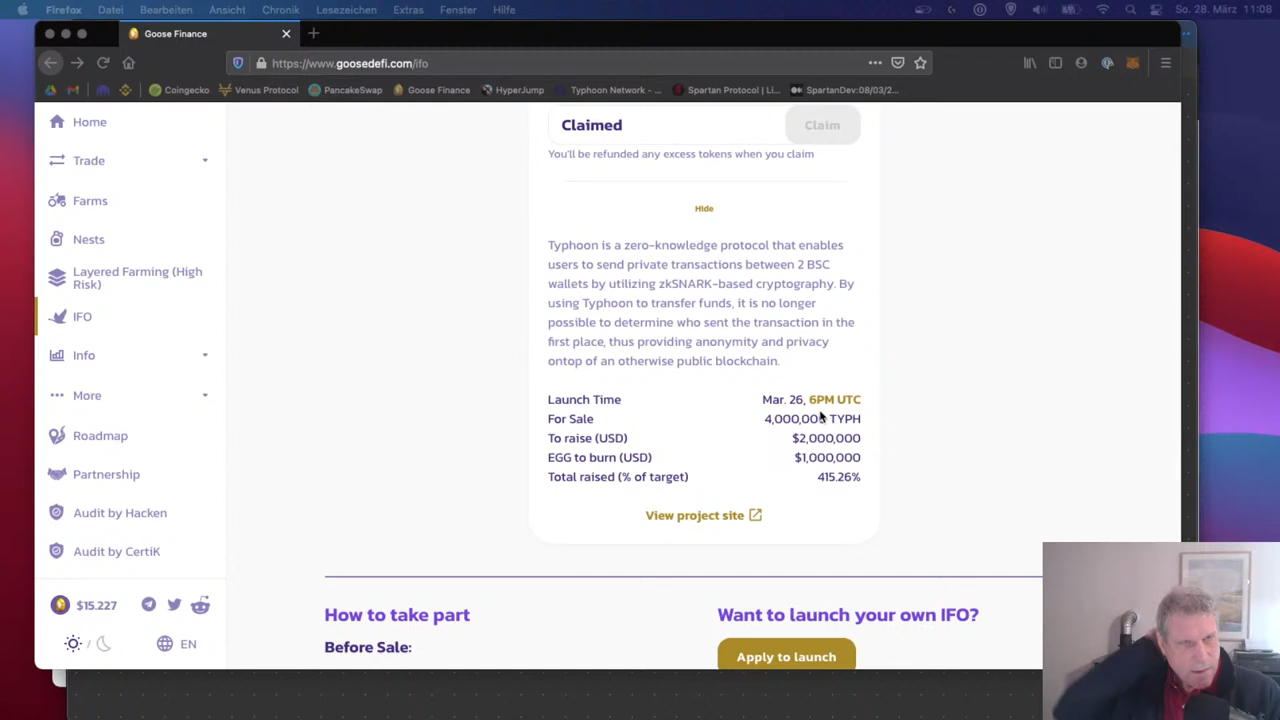 Firefox Datei Bearbeiten Ansicht Chronik Lesezeichen Extras Fenster Hilfe So. 28. März 11:08
Goose Finance
https://www.goosedefi.com/ifo
Coingecko Venus Protocol PancakeSwap Goose Finance HyperJump Typhoon Network - ... Spartan Protocol | Li... SpartanDev:08/03/2...
Home
Trade
Farms
Nests
Layered Farming (High
Risk)
IFO
Info
More
Roadmap
Partnership
Audit by Hacken
Audit by CertiK
$15.227
EN
Claimed Claim
You'll be refunded any excess tokens when you claim
Hide
Typhoon is a zero-knowledge protocol that enables
users to send private transactions between 2 BSC
wallets by utilizing zkSNARK-based cryptography. By
using Typhoon to transfer funds, it is no longer
possible to determine who sent the transaction in the
first place, thus providing anonymity and privacy
ontop of an otherwise public blockchain.
Launch Time Mar. 26, 6PM UTC
For Sale 4,000,000 TYPH
To raise (USD) $2,000,000
EGG to burn (USD) $1,000,000
Total raised (% of target) 415.26%
View project site
How to take part
Before Sale:
Want to launch your own IFO?
Apply to launch